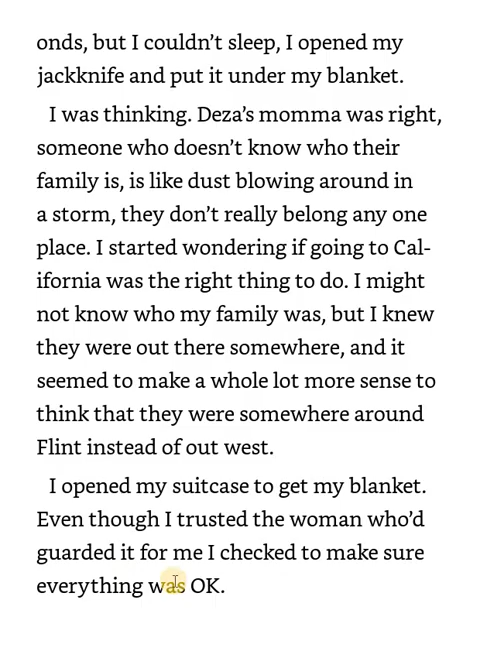 onds, but I couldn’t sleep, I opened my
jackknife and put it under my blanket.
I was thinking. Deza’s momma was right,
someone who doesn’t know who their
family is, is like dust blowing around in
a storm, they don’t really belong any one
place. I started wondering if going to Cal-
ifornia was the right thing to do. I might
not know who my family was, but I knew
they were out there somewhere, and it
seemed to make a whole lot more sense to
think that they were somewhere around
Flint instead of out west.
I opened my suitcase to get my blanket.
Even though I trusted the woman who’d
guarded it for me I checked to make sure
everything was OK.